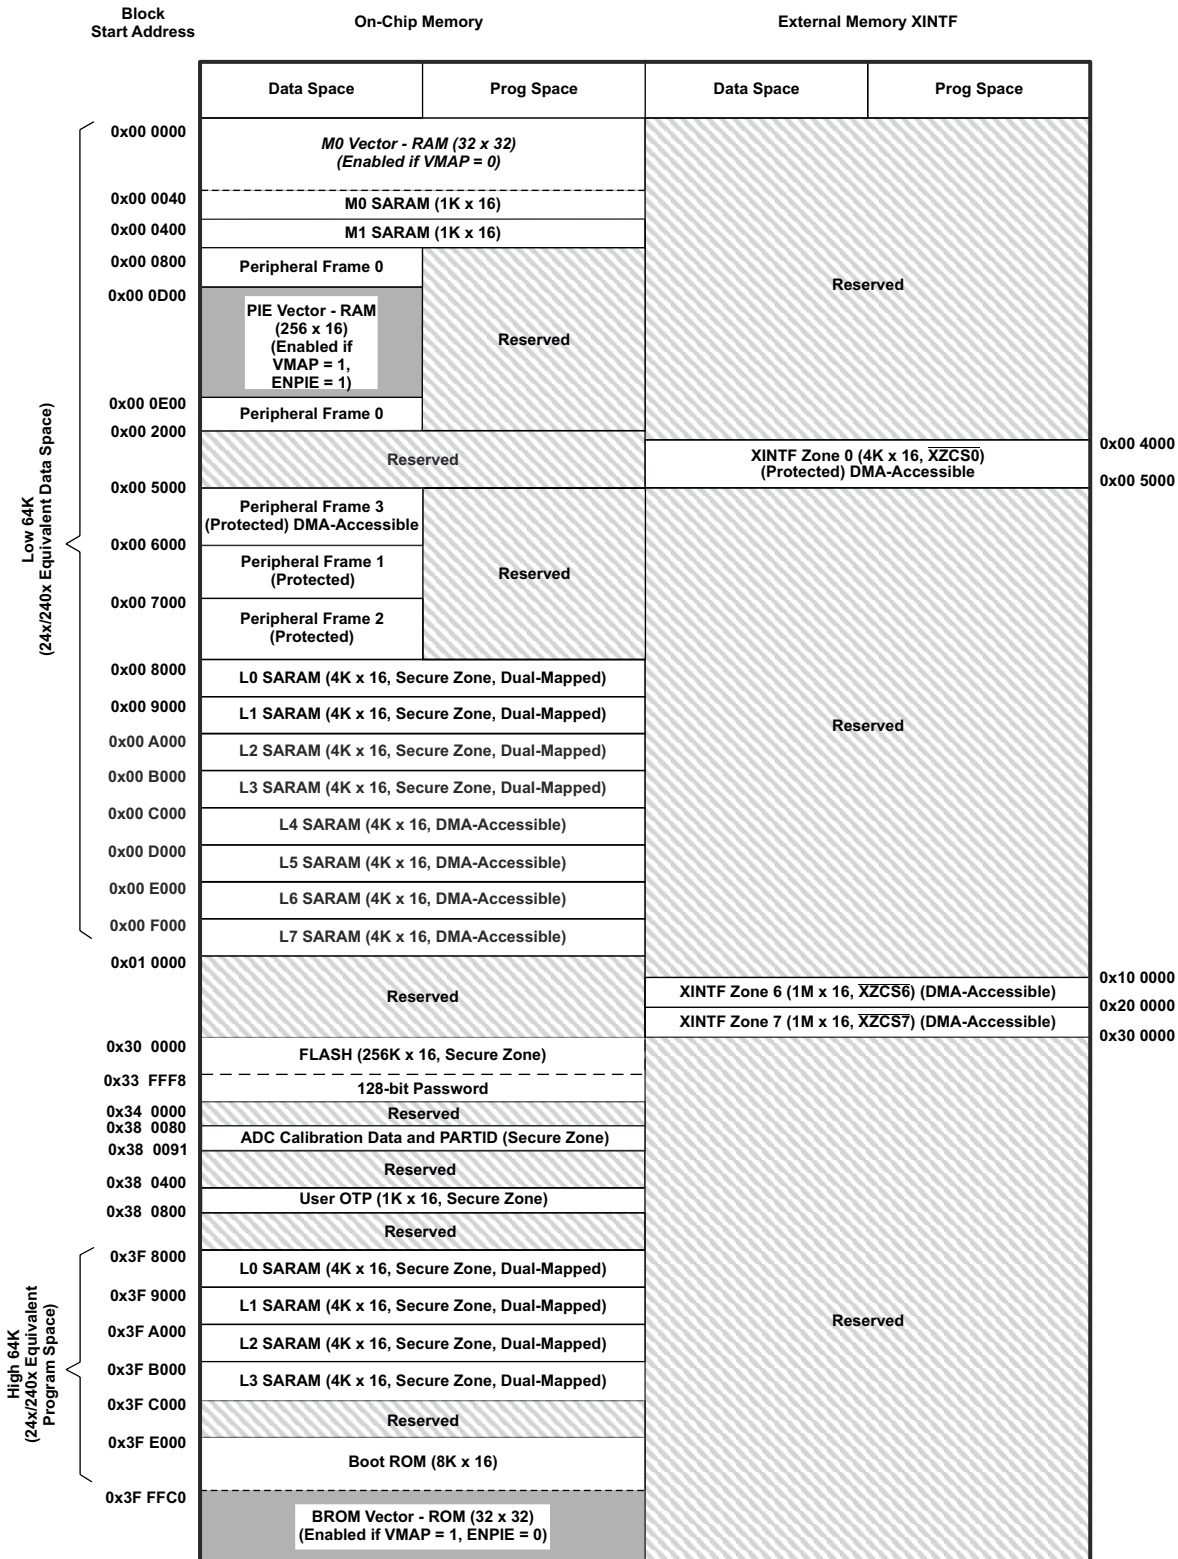 Block
Start Address
On-Chip Memory
External Memory XINTF
Data Space
Prog Space
Data Space
Prog Space
0x00 0000
M0 Vector - RAM (32 x 32)
(Enabled if VMAP = 0)
0x00 0040
M0 SARAM (1K x 16)
0x00 0400
M1 SARAM (1K x 16)
0x00 0800
Peripheral Frame 0
Reserved
0x00 0D00
PIE Vector - RAM
(256 x 16)
(Enabled if
VMAP = 1,
ENPIE = 1)
Reserved
0x00 0E00
Peripheral Frame 0
0x00 2000
Reserved
XINTF Zone 0 (4K x 16, XZCS0)
(Protected) DMA-Accessible
0x00 4000
0x00 5000
0x00 5000
Peripheral Frame 3
(Protected) DMA-Accessible
0x00 6000
Peripheral Frame 1
(Protected)
Reserved
0x00 7000
Peripheral Frame 2
(Protected)
Low 64K
(24x/240x Equivalent Data Space)
0x00 8000
L0 SARAM (4K x 16, Secure Zone, Dual-Mapped)
0x00 9000
L1 SARAM (4K x 16, Secure Zone, Dual-Mapped)
Reserved
0x00 A000
L2 SARAM (4K x 16, Secure Zone, Dual-Mapped)
0x00 B000
L3 SARAM (4K x 16, Secure Zone, Dual-Mapped)
0x00 C000
L4 SARAM (4K x 16, DMA-Accessible)
0x00 D000
L5 SARAM (4K x 16, DMA-Accessible)
0x00 E000
L6 SARAM (4K x 16, DMA-Accessible)
0x00 F000
L7 SARAM (4K x 16, DMA-Accessible)
0x01 0000
Reserved
0x10 0000
XINTF Zone 6 (1M x 16, XZCS6) (DMA-Accessible)
0x20 0000
XINTF Zone 7 (1M x 16, XZCS7) (DMA-Accessible)
0x30 0000
0x30 0000
FLASH (256K x 16, Secure Zone)
0x33 FFF8
128-bit Password
0x34 0000
Reserved
0x38 0080
ADC Calibration Data and PARTID (Secure Zone)
0x38 0091
Reserved
0x38 0400
User OTP (1K x 16, Secure Zone)
0x38 0800
Reserved
0x3F 8000
L0 SARAM (4K x 16, Secure Zone, Dual-Mapped)
0x3F 9000
L1 SARAM (4K x 16, Secure Zone, Dual-Mapped)
Reserved
0x3F A000
L2 SARAM (4K x 16, Secure Zone, Dual-Mapped)
High 64K
(24x/240x Equivalent
Program Space)
0x3F B000
L3 SARAM (4K x 16, Secure Zone, Dual-Mapped)
0x3F C000
Reserved
0x3F E000
Boot ROM (8K x 16)
0x3F FFC0
BROM Vector - ROM (32 x 32)
(Enabled if VMAP = 1, ENPIE = 0)